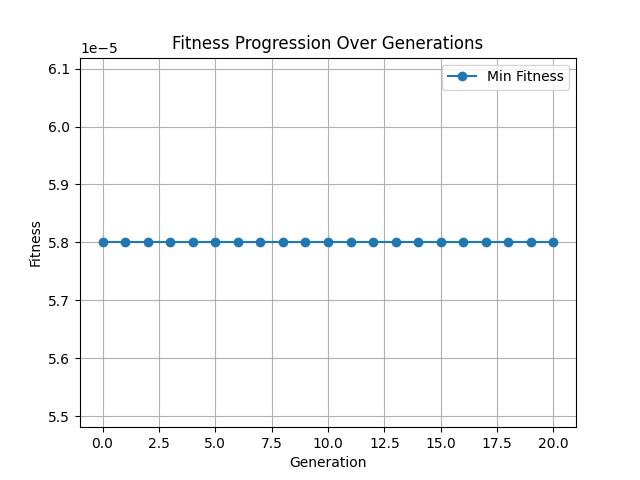 Fitness Progression Over Generations
1e−5
Min Fitness
6.1
6.0
5.9
5.8
5.7
5.6
5.5
Fitness
0.0 2.5 5.0 7.5 10.0 12.5 15.0 17.5 20.0
Generation